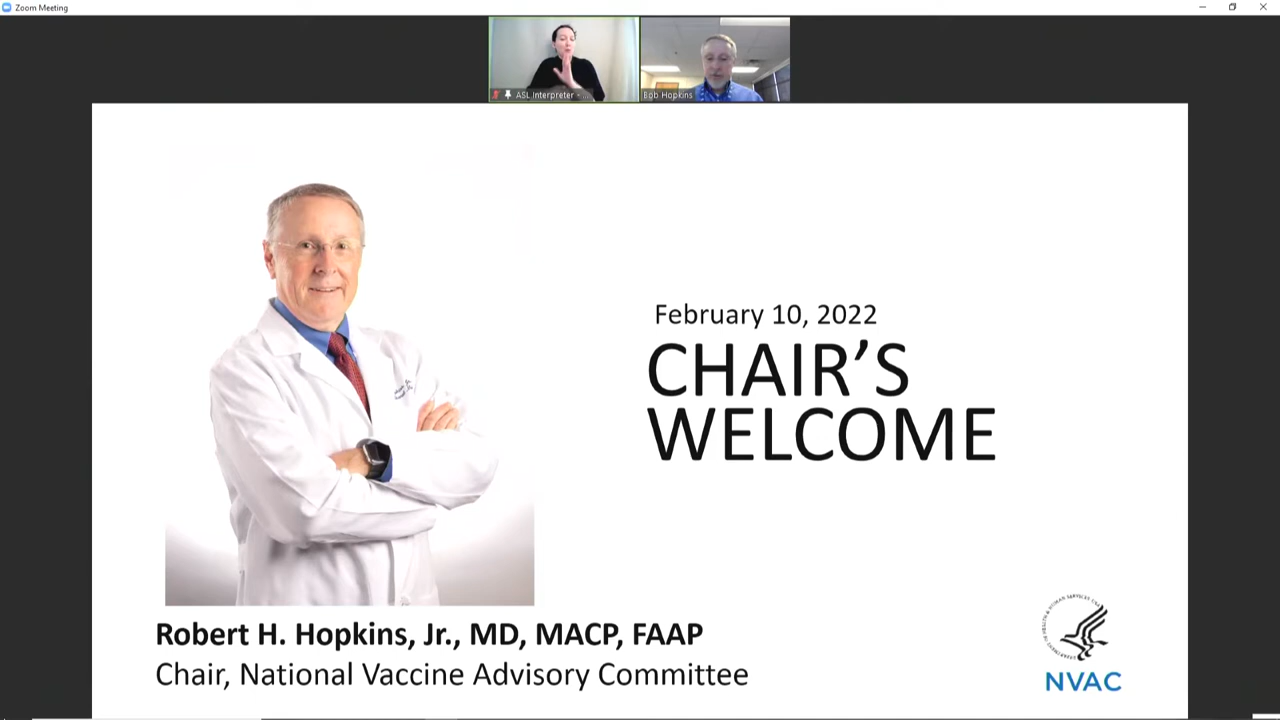 Zoom Meeting
ASL Interpreter - ...
Bob Hopkins
February 10, 2022
CHAIR’S
WELCOME
Robert H. Hopkins, Jr., MD, MACP, FAAP
Chair, National Vaccine Advisory Committee
NVAC